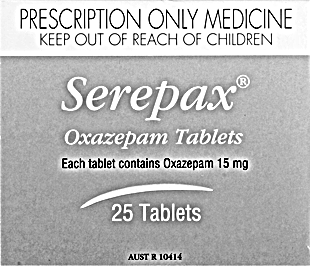 PRESCRIPTION ONLY MEDICINE
KEEP OUT OF REACH OF CHILDREN
Serepax®
Oxazepam Tablets
Each tablet contains Oxazepam 15 mg
25 Tablets
AUST R 10414